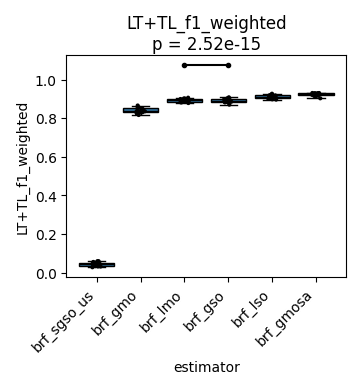 LT+TL_f1_weighted
p = 2.52e-15
LT+TL_f1_weighted
1.0
0.8
0.6
0.4
0.2
0.0
brf_sgso_us
brf_gmo
brf_lmo
brf_gso
brf_lso
brf_gmosa
estimator